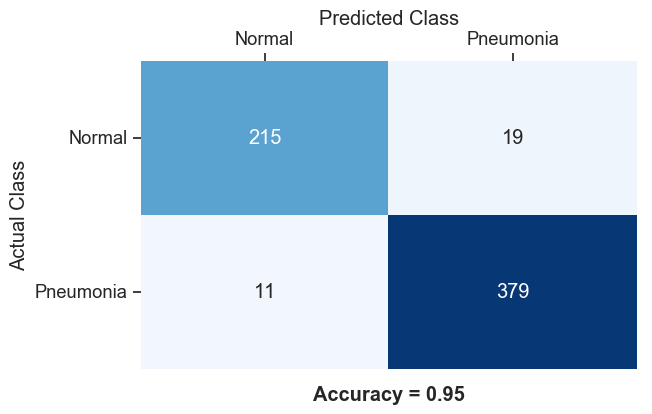 Predicted Class
Normal Pneumonia
Actual Class
Normal 215 19
Pneumonia 11 379
Accuracy = 0.95